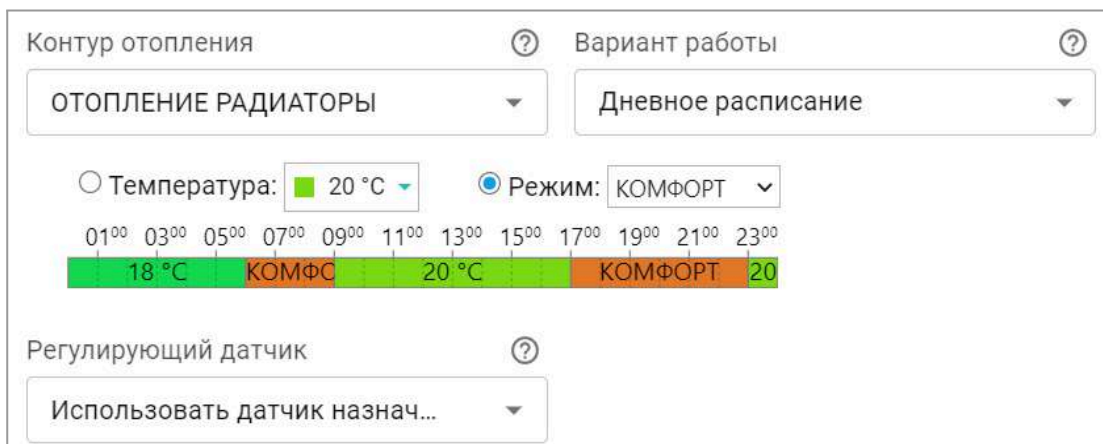 Контур отопления Вариант работы
ОТОПЛЕНИЕ РАДИАТОРЫ Дневное расписание
Температура: 20 °C Режим: КОМФОРТ
01⁰⁰ 03⁰⁰ 05⁰⁰ 07⁰⁰ 09⁰⁰ 11⁰⁰ 13⁰⁰ 15⁰⁰ 17⁰⁰ 19⁰⁰ 21⁰⁰ 23⁰⁰
18 °C КОМФО 20 °C КОМФОРТ 20
Регулирующий датчик
Использовать датчик назнач...